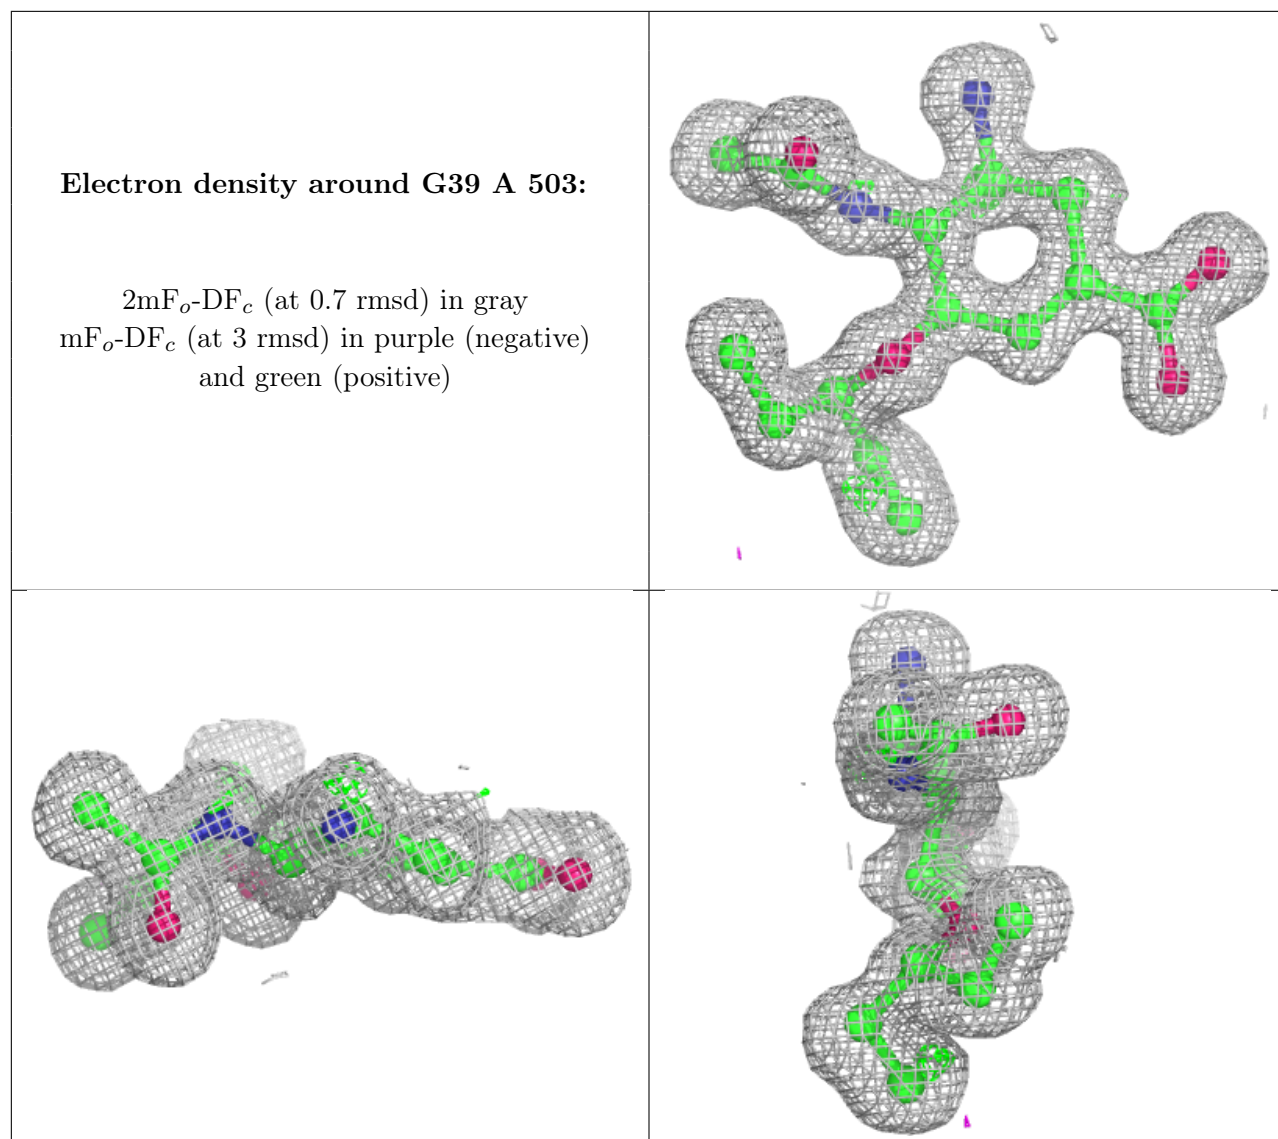 Electron density around G39 A 503:
2mFo-DFc (at 0.7 rmsd) in gray
mFo-DFc (at 3 rmsd) in purple (negative)
and green (positive)